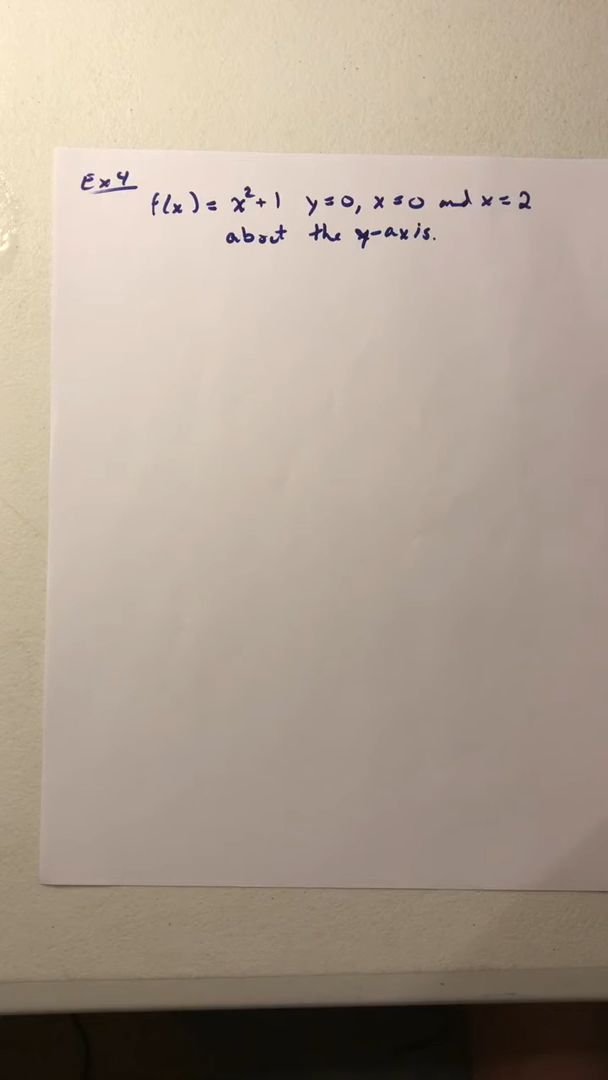 Ex 4
f(x) = x²+1 y=0, x=0 and x=2
about the y-axis.